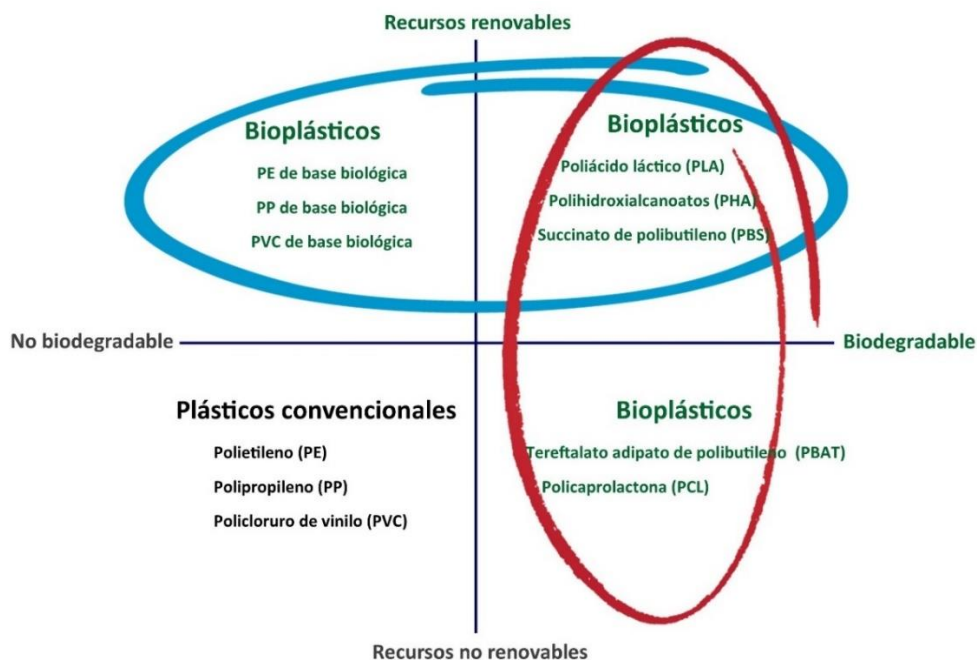 Recursos renovables
Bioplásticos
PE de base biológica
PP de base biológica
PVC de base biológica
Bioplásticos
Poliácido láctico (PLA)
Polihidroxialcanoatos (PHA)
Succinato de polibutileno (PBS)
No biodegradable
Biodegradable
Plásticos convencionales
Polietileno (PE)
Polipropileno (PP)
Policloruro de vinilo (PVC)
Bioplásticos
Tereftalato adipato de polibutileno (PBAT)
Policaprolactona (PCL)
Recursos no renovables